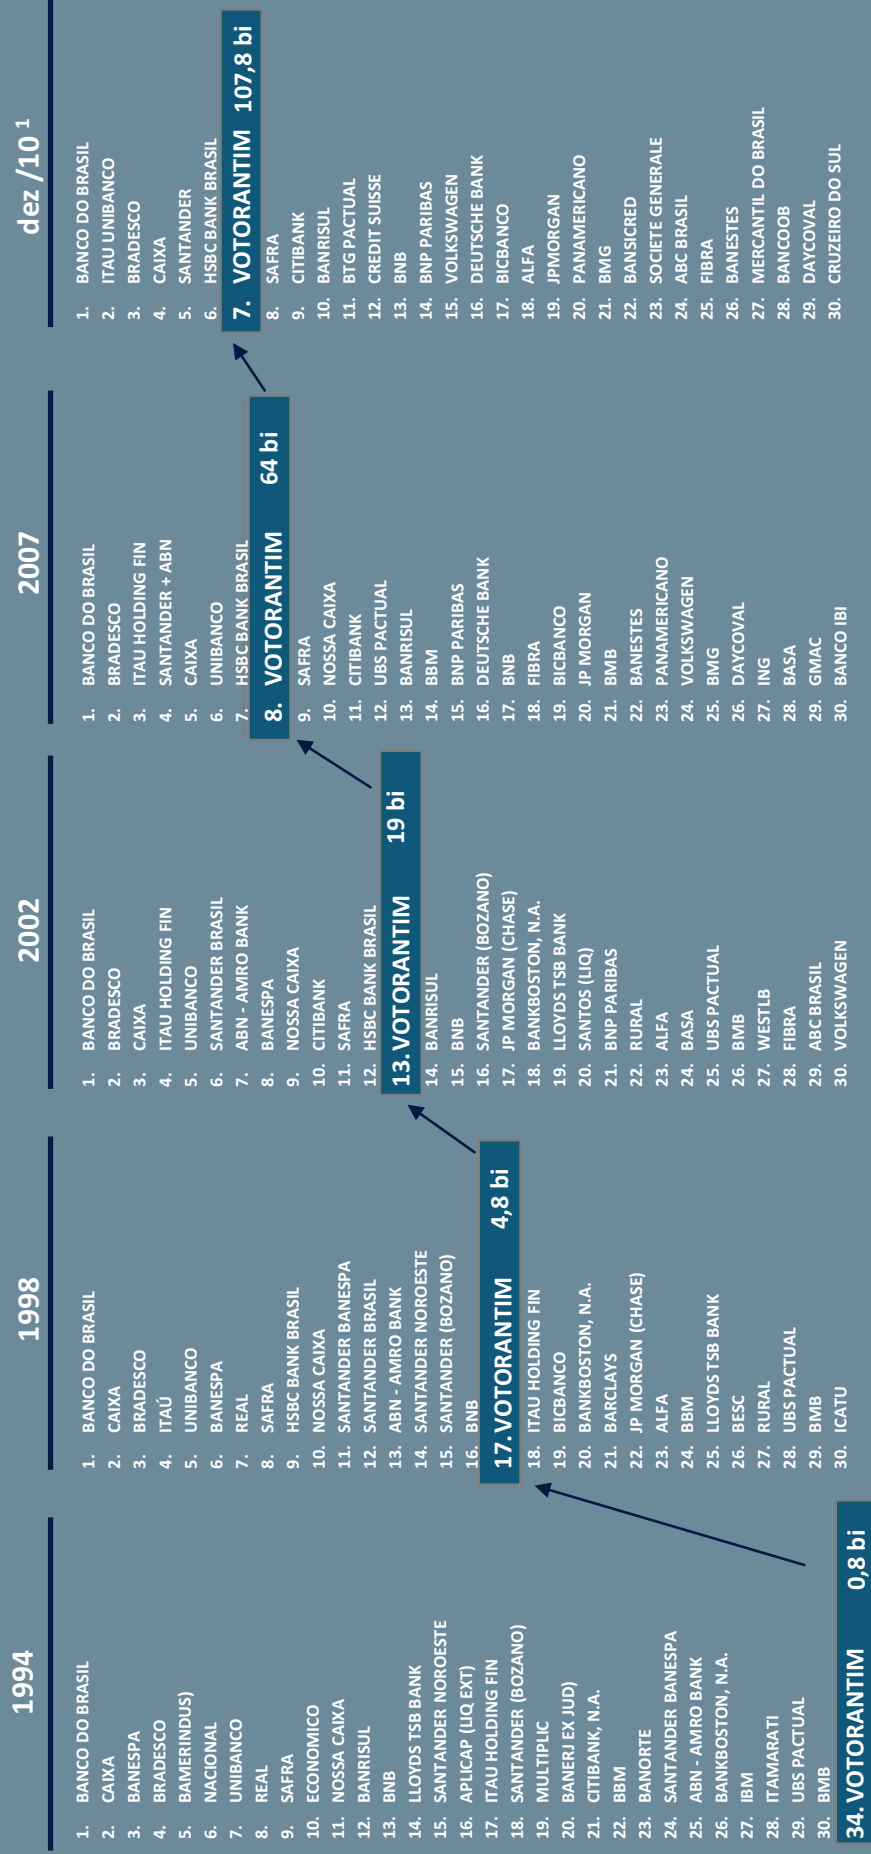 1994
1. BANCO DO BRASIL
2. CAIXA
3. BANESPA
4. BRADESCO
5. BAMERINDUS)
6. NACIONAL
7. UNIBANCO
8. REAL
9. SAFRA
10. ECONOMICO
11. NOSSA CAIXA
12. BANRISUL
13. BNB
14. LLOYDS TSB BANK
15. SANTANDER NOROESTE
16. APLICAP (LIQ EXT)
17. ITAU HOLDING FIN
18. SANTANDER (BOZANO)
19. MULTIPLIC
20. BANERJ EX JUD)
21. CITIBANK, N.A.
22. BBM
23. BANORTE
24. SANTANDER BANESPA
25. ABN - AMRO BANK
26. BANKBOSTON, N.A.
27. IBM
28. ITAMARATI
29. UBS PACTUAL
30. BMB
34. VOTORANTIM 0,8 bi
1998
1. BANCO DO BRASIL
2. CAIXA
3. BRADESCO
4. ITAÚ
5. UNIBANCO
6. BANESPA
7. REAL
8. SAFRA
9. HSBC BANK BRASIL
10. NOSSA CAIXA
11. SANTANDER BANESPA
12. SANTANDER BRASIL
13. ABN - AMRO BANK
14. SANTANDER NOROESTE
15. SANTANDER (BOZANO)
16. BNB
17. VOTORANTIM 4,8 bi
18. ITAU HOLDING FIN
19. BICBANCO
20. BANKBOSTON, N.A.
21. BARCLAYS
22. JP MORGAN (CHASE)
23. ALFA
24. BBM
25. LLOYDS TSB BANK
26. BESC
27. RURAL
28. UBS PACTUAL
29. BMB
30. ICATU
2002
1. BANCO DO BRASIL
2. BRADESCO
3. CAIXA
4. ITAU HOLDING FIN
5. UNIBANCO
6. SANTANDER BRASIL
7. ABN - AMRO BANK
8. BANESPA
9. NOSSA CAIXA
10. CITIBANK
11. SAFRA
12. HSBC BANK BRASIL
13. VOTORANTIM 19 bi
14. BANRISUL
15. BNB
16. SANTANDER (BOZANO)
17. JP MORGAN (CHASE)
18. BANKBOSTON, N.A.
19. LLOYDS TSB BANK
20. SANTOS (LIQ)
21. BNP PARIBAS
22. RURAL
23. ALFA
24. BASA
25. UBS PACTUAL
26. BMB
27. WESTLB
28. FIBRA
29. ABC BRASIL
30. VOLKSWAGEN
2007
1. BANCO DO BRASIL
2. BRADESCO
3. ITAU HOLDING FIN
4. SANTANDER + ABN
5. CAIXA
6. UNIBANCO
7. HSBC BANK BRASIL
8. VOTORANTIM 64 bi
9. SAFRA
10. NOSSA CAIXA
11. CITIBANK
12. UBS PACTUAL
13. BANRISUL
14. BBM
15. BNP PARIBAS
16. DEUTSCHE BANK
17. BNB
18. FIBRA
19. BICBANCO
20. JP MORGAN
21. BMB
22. BANESTES
23. PANAMERICANO
24. VOLKSWAGEN
25. BMG
26. DAYCOVAL
27. ING
28. BASA
29. GMAC
30. BANCO IBI
dez /10 ¹
1. BANCO DO BRASIL
2. ITAU UNIBANCO
3. BRADESCO
4. CAIXA
5. SANTANDER
6. HSBC BANK BRASIL
7. VOTORANTIM 107,8 bi
8. SAFRA
9. CITIBANK
10. BANRISUL
11. BTG PACTUAL
12. CREDIT SUISSE
13. BNB
14. BNP PARIBAS
15. VOLKSWAGEN
16. DEUTSCHE BANK
17. BICBANCO
18. ALFA
19. JPMORGAN
20. PANAMERICANO
21. BMG
22. BANSICRED
23. SOCIETE GENERALE
24. ABC BRASIL
25. FIBRA
26. BANESTES
27. MERCANTIL DO BRASIL
28. BANCOOB
29. DAYCOVAL
30. CRUZEIRO DO SUL